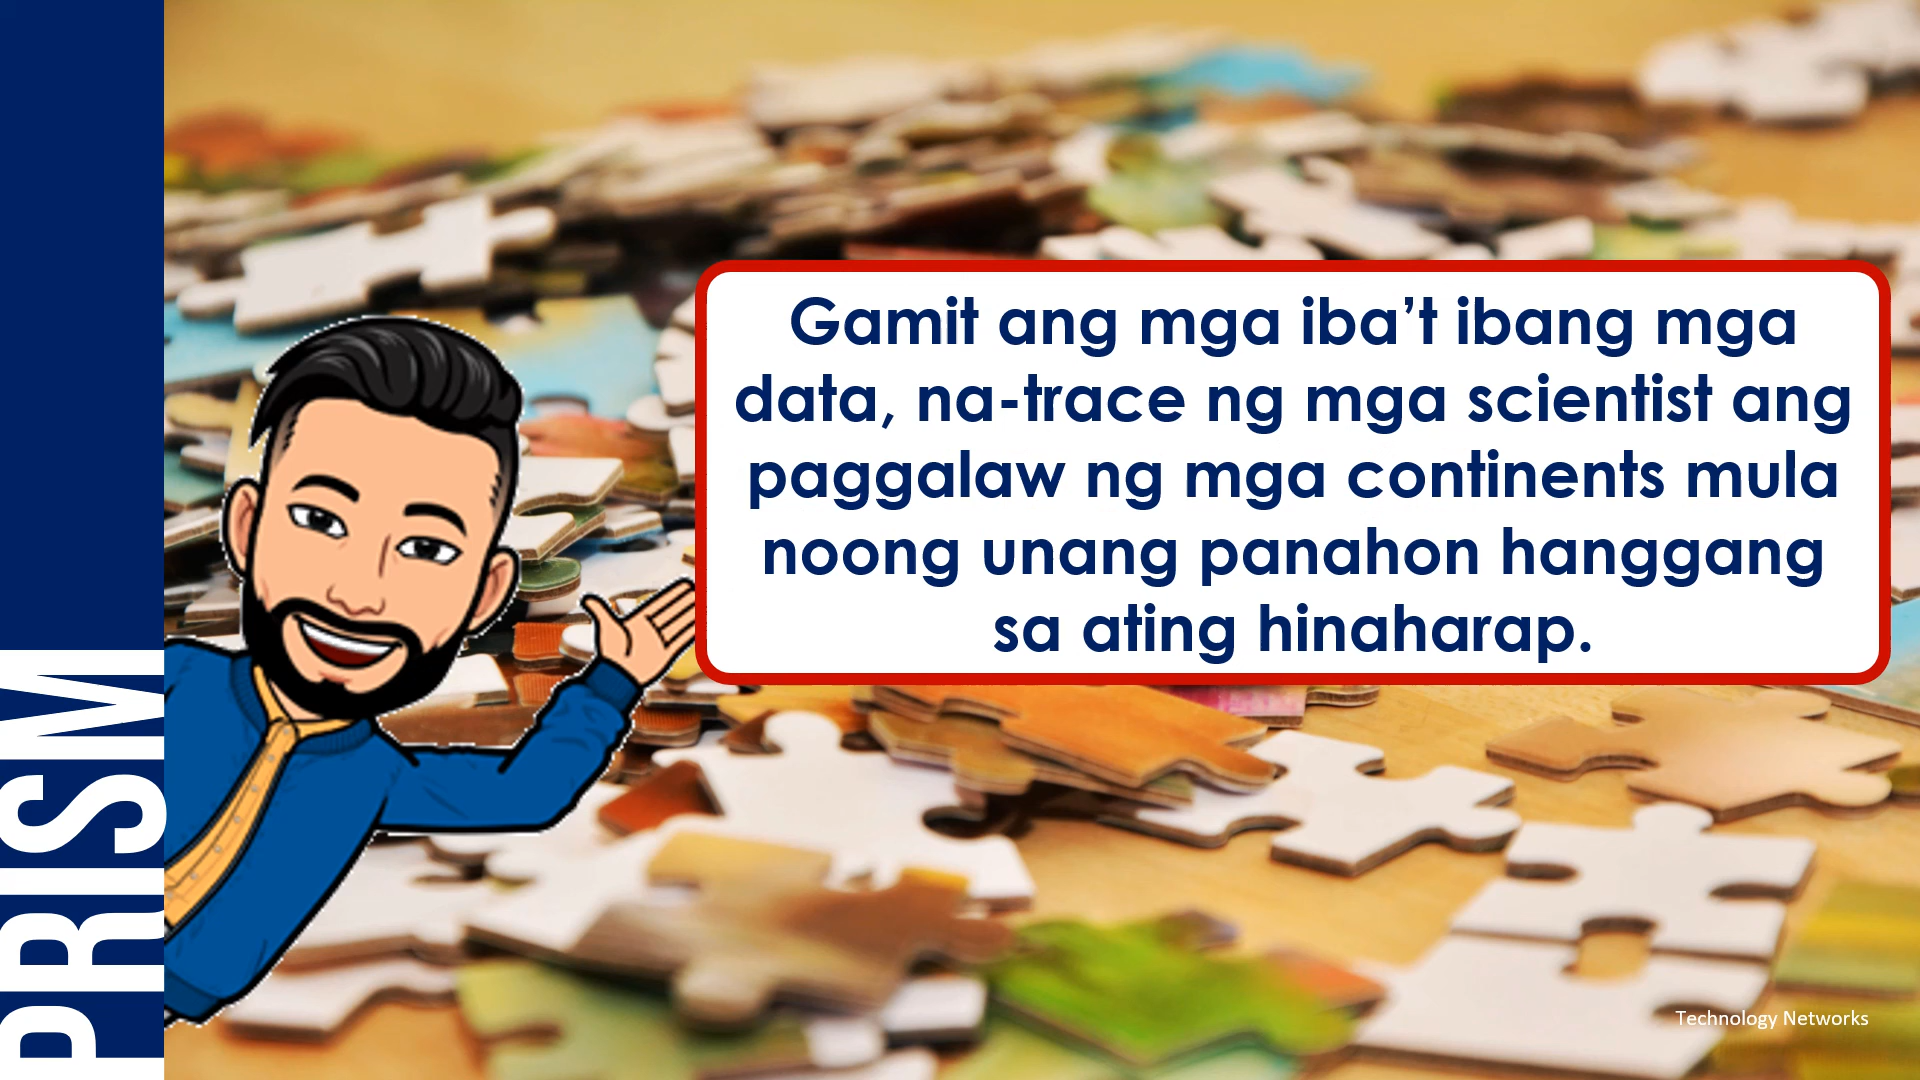 Gamit ang mga iba’t ibang mga
data, na-trace ng mga scientist ang
paggalaw ng mga continents mula
noong unang panahon hanggang
sa ating hinaharap.
PRISM
Technology Networks